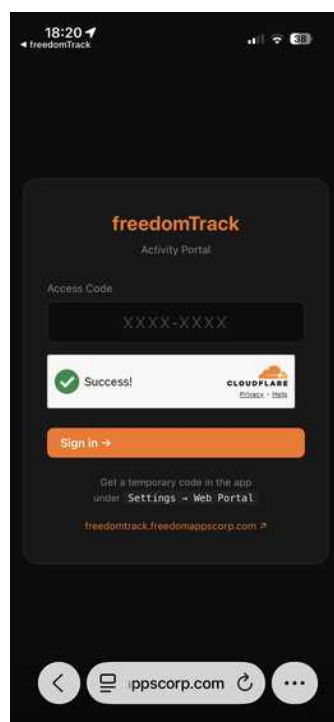 18:20
◄ freedomTrack
38
freedomTrack
Activity Portal
Access Code
XXXX-XXXX
Success!
CLOUDFLARE
Privacy • Help
Sign in →
Get a temporary code in the app
under Settings → Web Portal
freedomtrack.freedomappscorp.com ↗
ppscorp.com